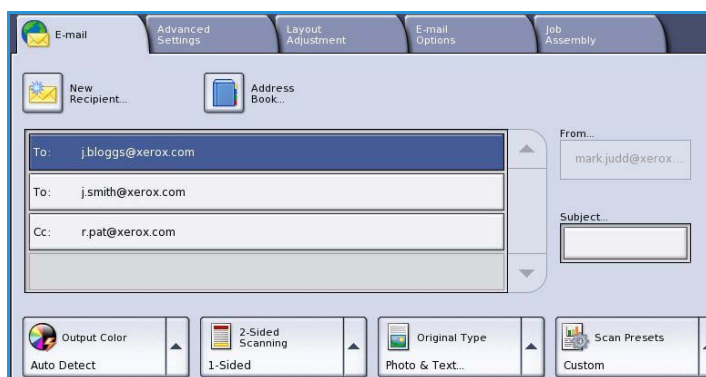 E-mail
Advanced
Settings
Layout
Adjustment
E-mail
Options
Job
Assembly
New
Recipient...
Address
Book...
From...
mark.judd@xerox...
To: j.bloggs@xerox.com
To: j.smith@xerox.com
Cc: r.pat@xerox.com
Subject...
Output Color
Auto Detect
2-Sided
Scanning
1-Sided
Original Type
Photo & Text...
Scan Presets
Custom